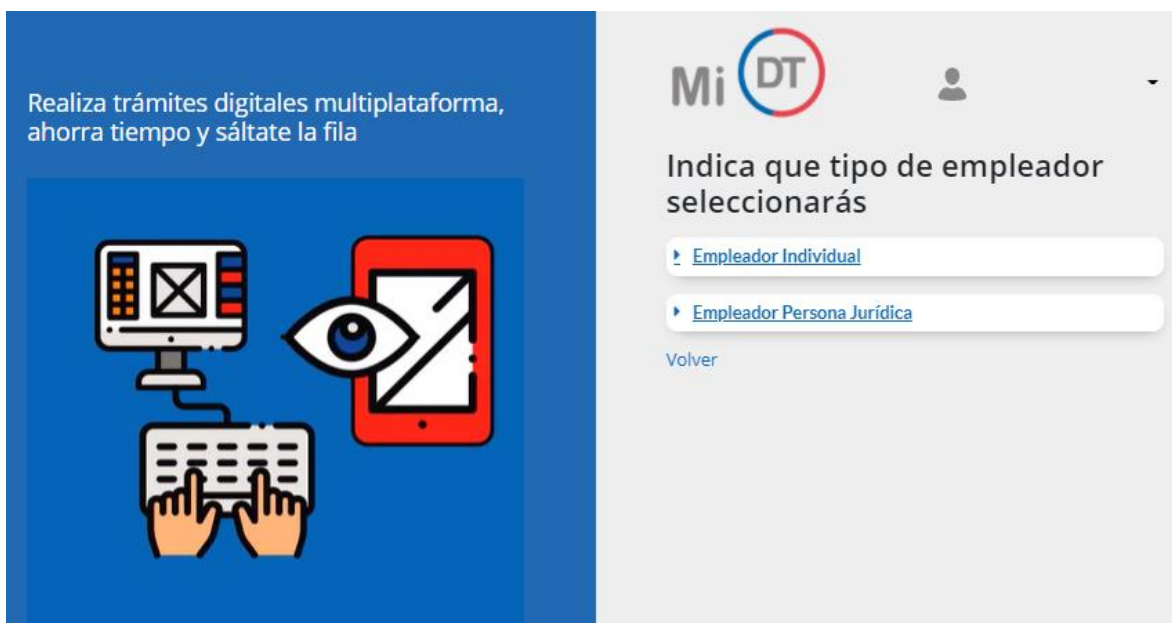 Realiza trámites digitales multiplataforma,
ahorra tiempo y sáltate la fila
Mi DT
Indica que tipo de empleador
seleccionarás
Empleador Individual
Empleador Persona Jurídica
Volver